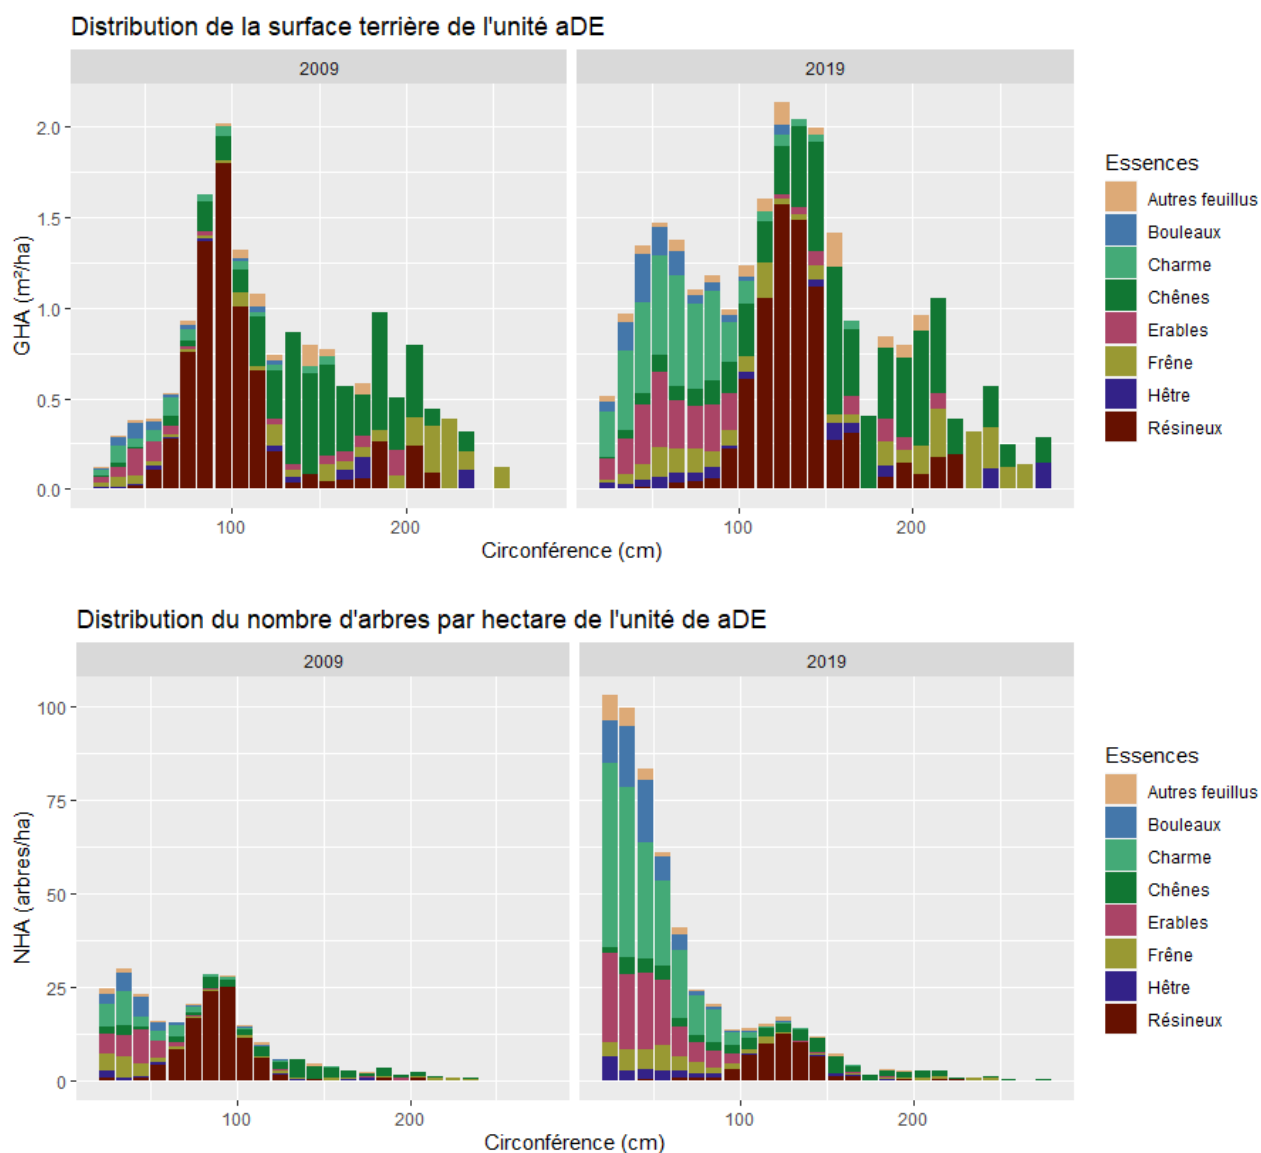 Distribution de la surface terrière de l'unité aDE
2009
2019
GHA (m²/ha)
2.0
1.5
1.0
0.5
0.0
100
200
100
200
Circonférence (cm)
Essences
Autres feuillus
Bouleaux
Charme
Chênes
Erables
Frêne
Hêtre
Résineux
Distribution du nombre d'arbres par hectare de l'unité de aDE
2009
2019
NHA (arbres/ha)
100
75
50
25
0
100
200
100
200
Circonférence (cm)
Essences
Autres feuillus
Bouleaux
Charme
Chênes
Erables
Frêne
Hêtre
Résineux